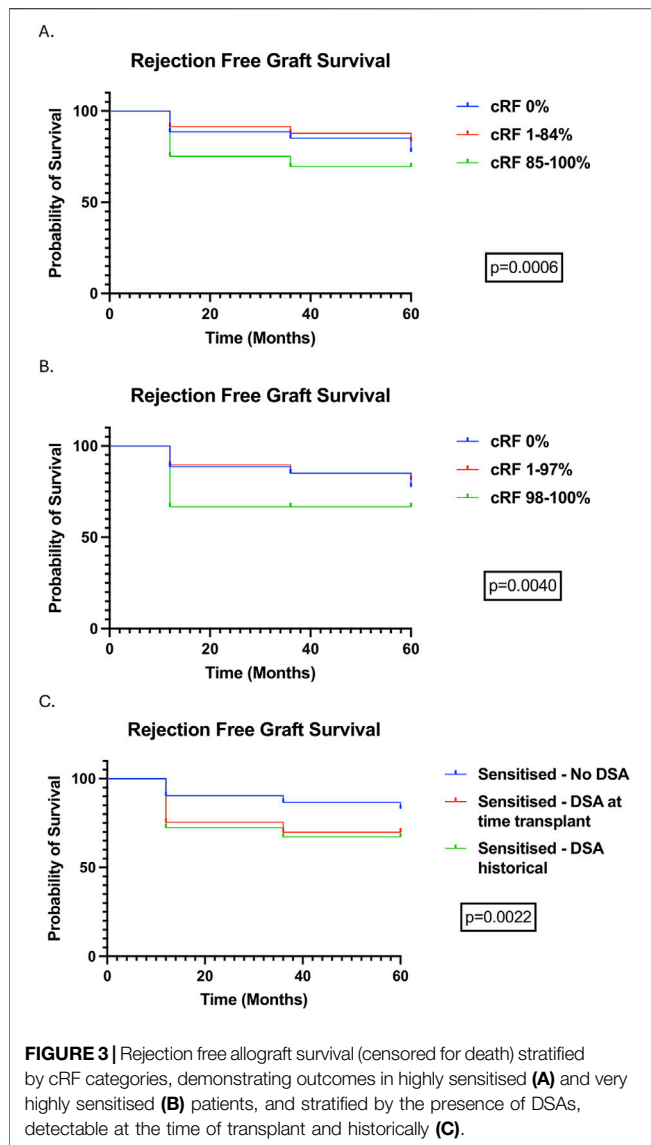 A.
Rejection Free Graft Survival
Probability of Survival
100
50
0
0 20 40 60
Time (Months)
cRF 0%
cRF 1-84%
cRF 85-100%
p=0.0006
B.
Rejection Free Graft Survival
Probability of Survival
100
50
0
0 20 40 60
Time (Months)
cRF 0%
cRF 1-97%
cRF 98-100%
p=0.0040
C.
Rejection Free Graft Survival
Probability of Survival
100
50
0
0 20 40 60
Time (Months)
Sensitised - No DSA
Sensitised - DSA at
time transplant
Sensitised - DSA
historical
p=0.0022
FIGURE 3 | Rejection free allograft survival (censored for death) stratified
by cRF categories, demonstrating outcomes in highly sensitised (A) and very
highly sensitised (B) patients, and stratified by the presence of DSAs,
detectable at the time of transplant and historically (C).